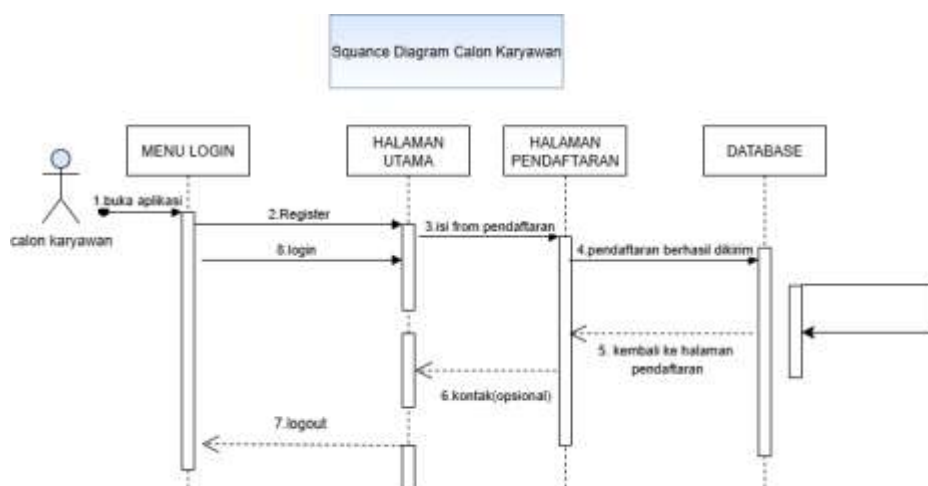 Squance Diagram Calon Karyawan
MENU LOGIN
HALAMAN
UTAMA
HALAMAN
PENDAFTARAN
DATABASE
1.buka aplikasi
calon karyawan
2.Register
3.isi from pendaftaran
8.login
4.pendaftaran berhasil dikirim
5. kembali ke halaman
pendaftaran
6.kontak(opsional)
7.logout